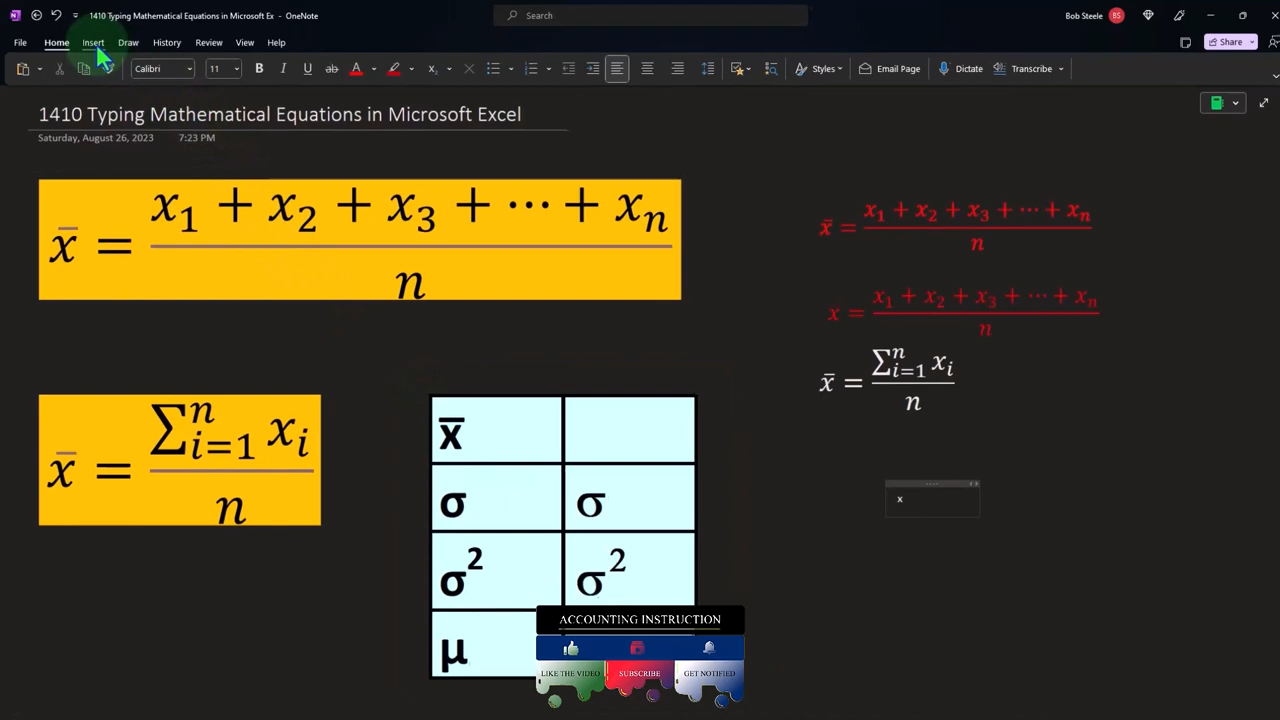 1410 Typing Mathematical Equations in Microsoft Ex - OneNote
Search
Bob Steele BS
File Home Insert Draw History Review View Help
Share
Calibri 11 B I U ab A x₂ Styles Email Page Dictate Transcribe
1410 Typing Mathematical Equations in Microsoft Excel
Saturday, August 26, 2023 7:23 PM
x̄ = (x₁ + x₂ + x₃ + ⋯ + xₙ) / n
x̄ = (x₁ + x₂ + x₃ + ⋯ + xₙ) / n
x = (x₁ + x₂ + x₃ + ⋯ + xₙ) / n
x̄ = (∑ⁿᵢ₌₁ xᵢ) / n
x̄ = (∑ⁿᵢ₌₁ xᵢ) / n
x
x̄
σ σ
σ² σ²
μ
ACCOUNTING INSTRUCTION
LIKE THE VIDEO SUBSCRIBE GET NOTIFIED